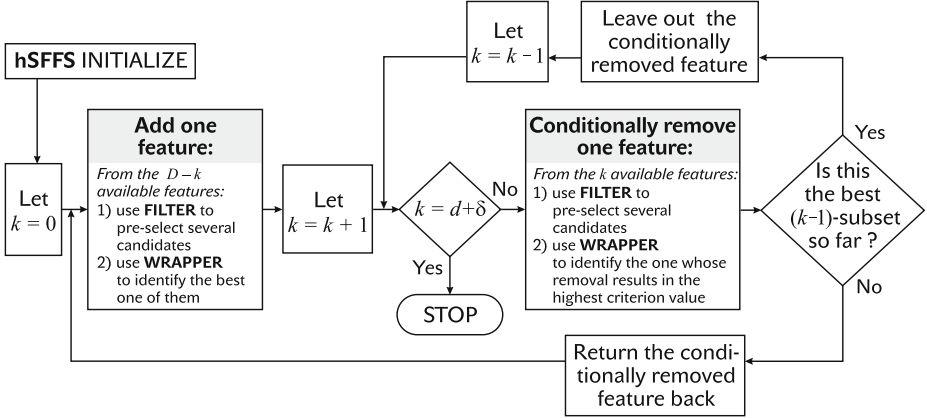 hSFFS INITIALIZE
Let
k = 0
Add one
feature:
From the D – k
available features:
1) use FILTER to
pre-select several
candidates
2) use WRAPPER
to identify the best
one of them
Let
k = k + 1
k = d+δ
No
Yes
STOP
Conditionally remove
one feature:
From the k available features:
1) use FILTER to
pre-select several
candidates
2) use WRAPPER
to identify the one whose
removal results in the
highest criterion value
Is this
the best
(k–1)-subset
so far ?
Yes
No
Leave out the
conditionally
removed feature
Let
k = k – 1
Return the condi-
tionally removed
feature back